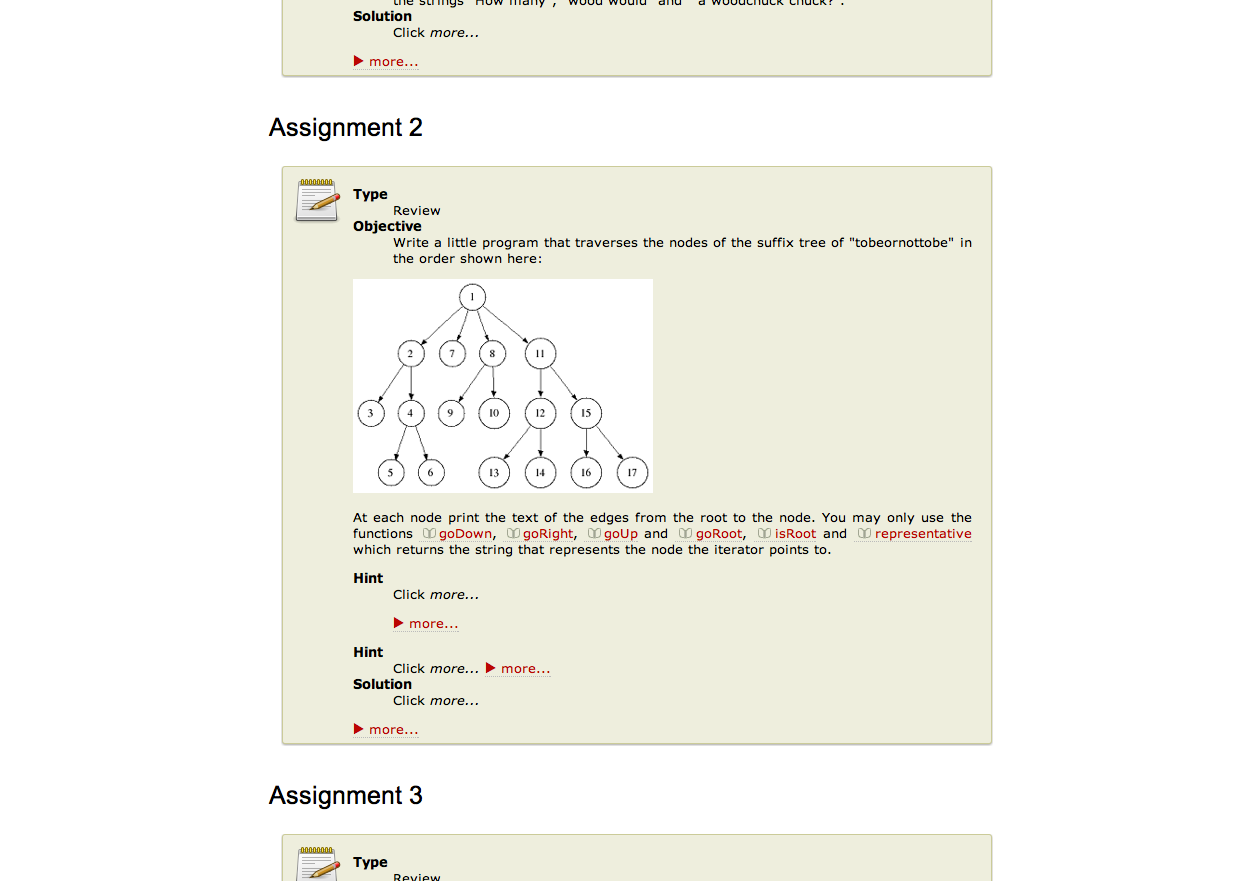 the strings "How many", "wood would" and " a woodchuck chuck?".
Solution
Click more...
more...
Assignment 2
Type
Review
Objective
Write a little program that traverses the nodes of the suffix tree of "tobeornottobe" in
the order shown here:
1
2 7 8 11
3 4 9 10 12 15
5 6 13 14 16 17
At each node print the text of the edges from the root to the node. You may only use the
functions goDown, goRight, goUp and goRoot, isRoot and representative
which returns the string that represents the node the iterator points to.
Hint
Click more...
more...
Hint
Click more... more...
Solution
Click more...
more...
Assignment 3
Type
Review